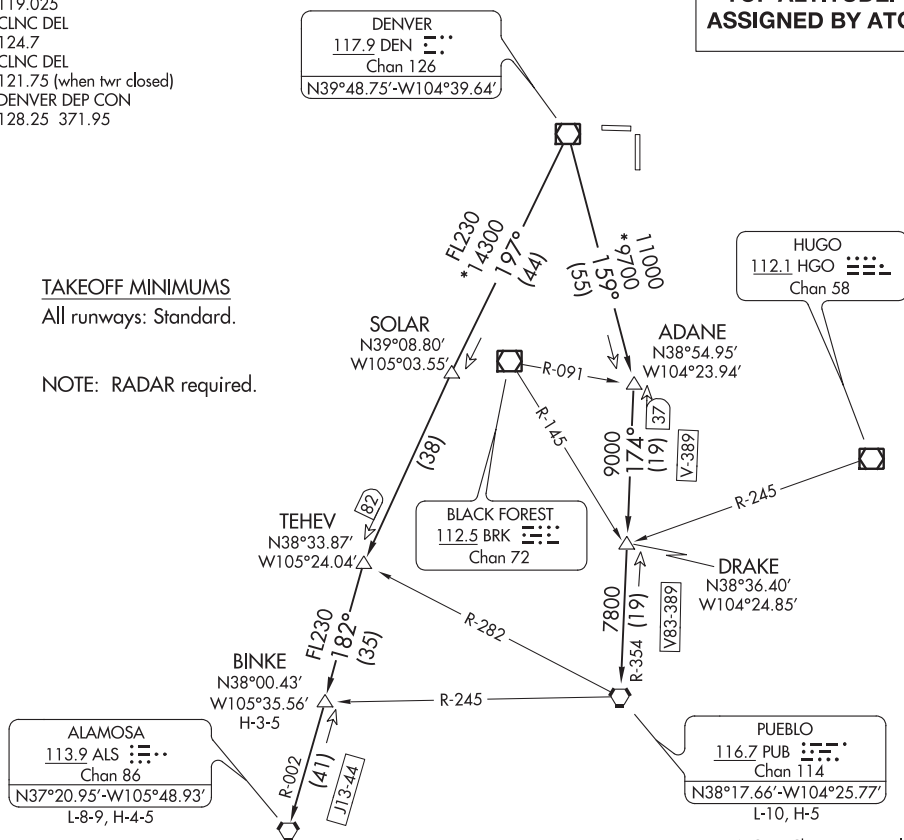 119.025
CLNC DEL
124.7
CLNC DEL
121.75 (when twr closed)
DENVER DEP CON
128.25 371.95
ASSIGNED BY ATC
DENVER
117.9 DEN
Chan 126
N39°48.75'-W104°39.64'
FL230
*14300
197°
(44)
11000
*9700
159°
(55)
HUGO
112.1 HGO
Chan 58
TAKEOFF MINIMUMS
All runways: Standard.
NOTE: RADAR required.
SOLAR
N39°08.80'
W105°03.55'
ADANE
N38°54.95'
W104°23.94'
R-091
R-145
37
9000
174°
(19)
V-389
R-245
(38)
82
BLACK FOREST
112.5 BRK
Chan 72
TEHEV
N38°33.87'
W105°24.04'
DRAKE
N38°36.40'
W104°24.85'
R-282
7800
(19)
V83-389
R-354
FL230
182°
(35)
BINKE
N38°00.43'
W105°35.56'
H-3-5
R-245
ALAMOSA
113.9 ALS
Chan 86
N37°20.95'-W105°48.93'
L-8-9, H-4-5
R-002
(41)
J13-44
PUEBLO
116.7 PUB
Chan 114
N38°17.66'-W104°25.77'
L-10, H-5